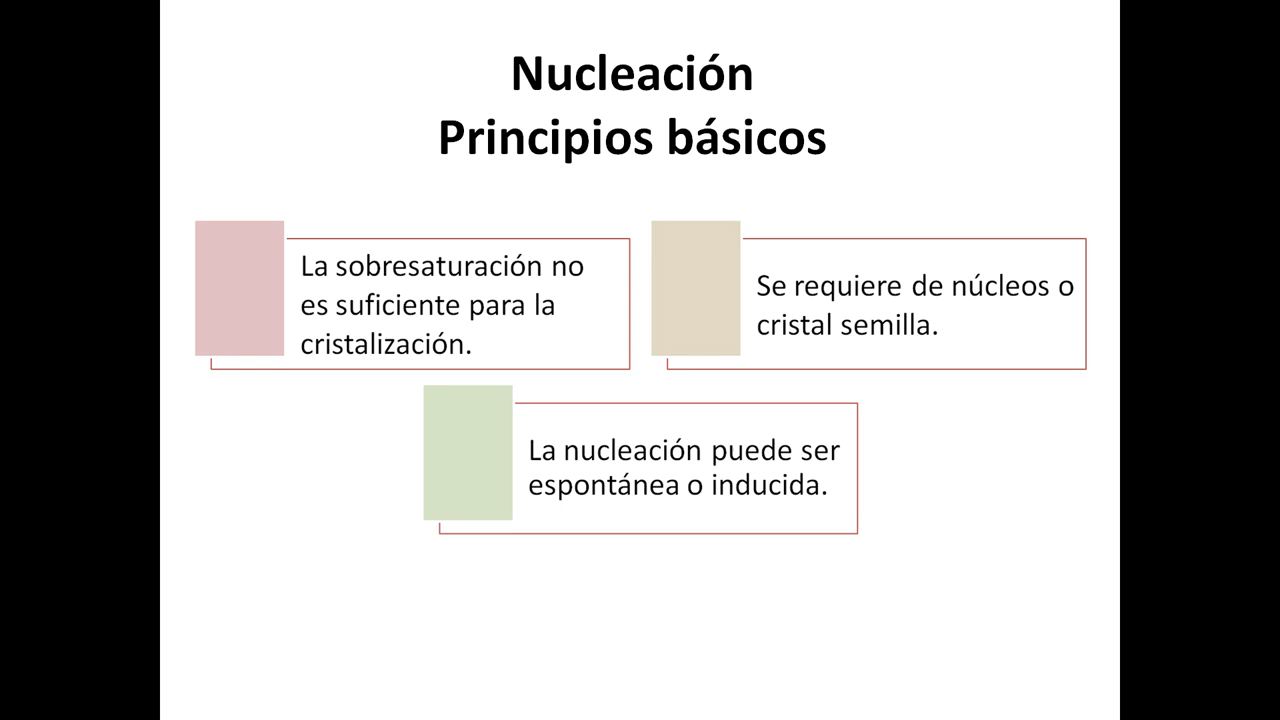 Nucleación
Principios básicos
La sobresaturación no
es suficiente para la
cristalización.
Se requiere de núcleos o
cristal semilla.
La nucleación puede ser
espontánea o inducida.